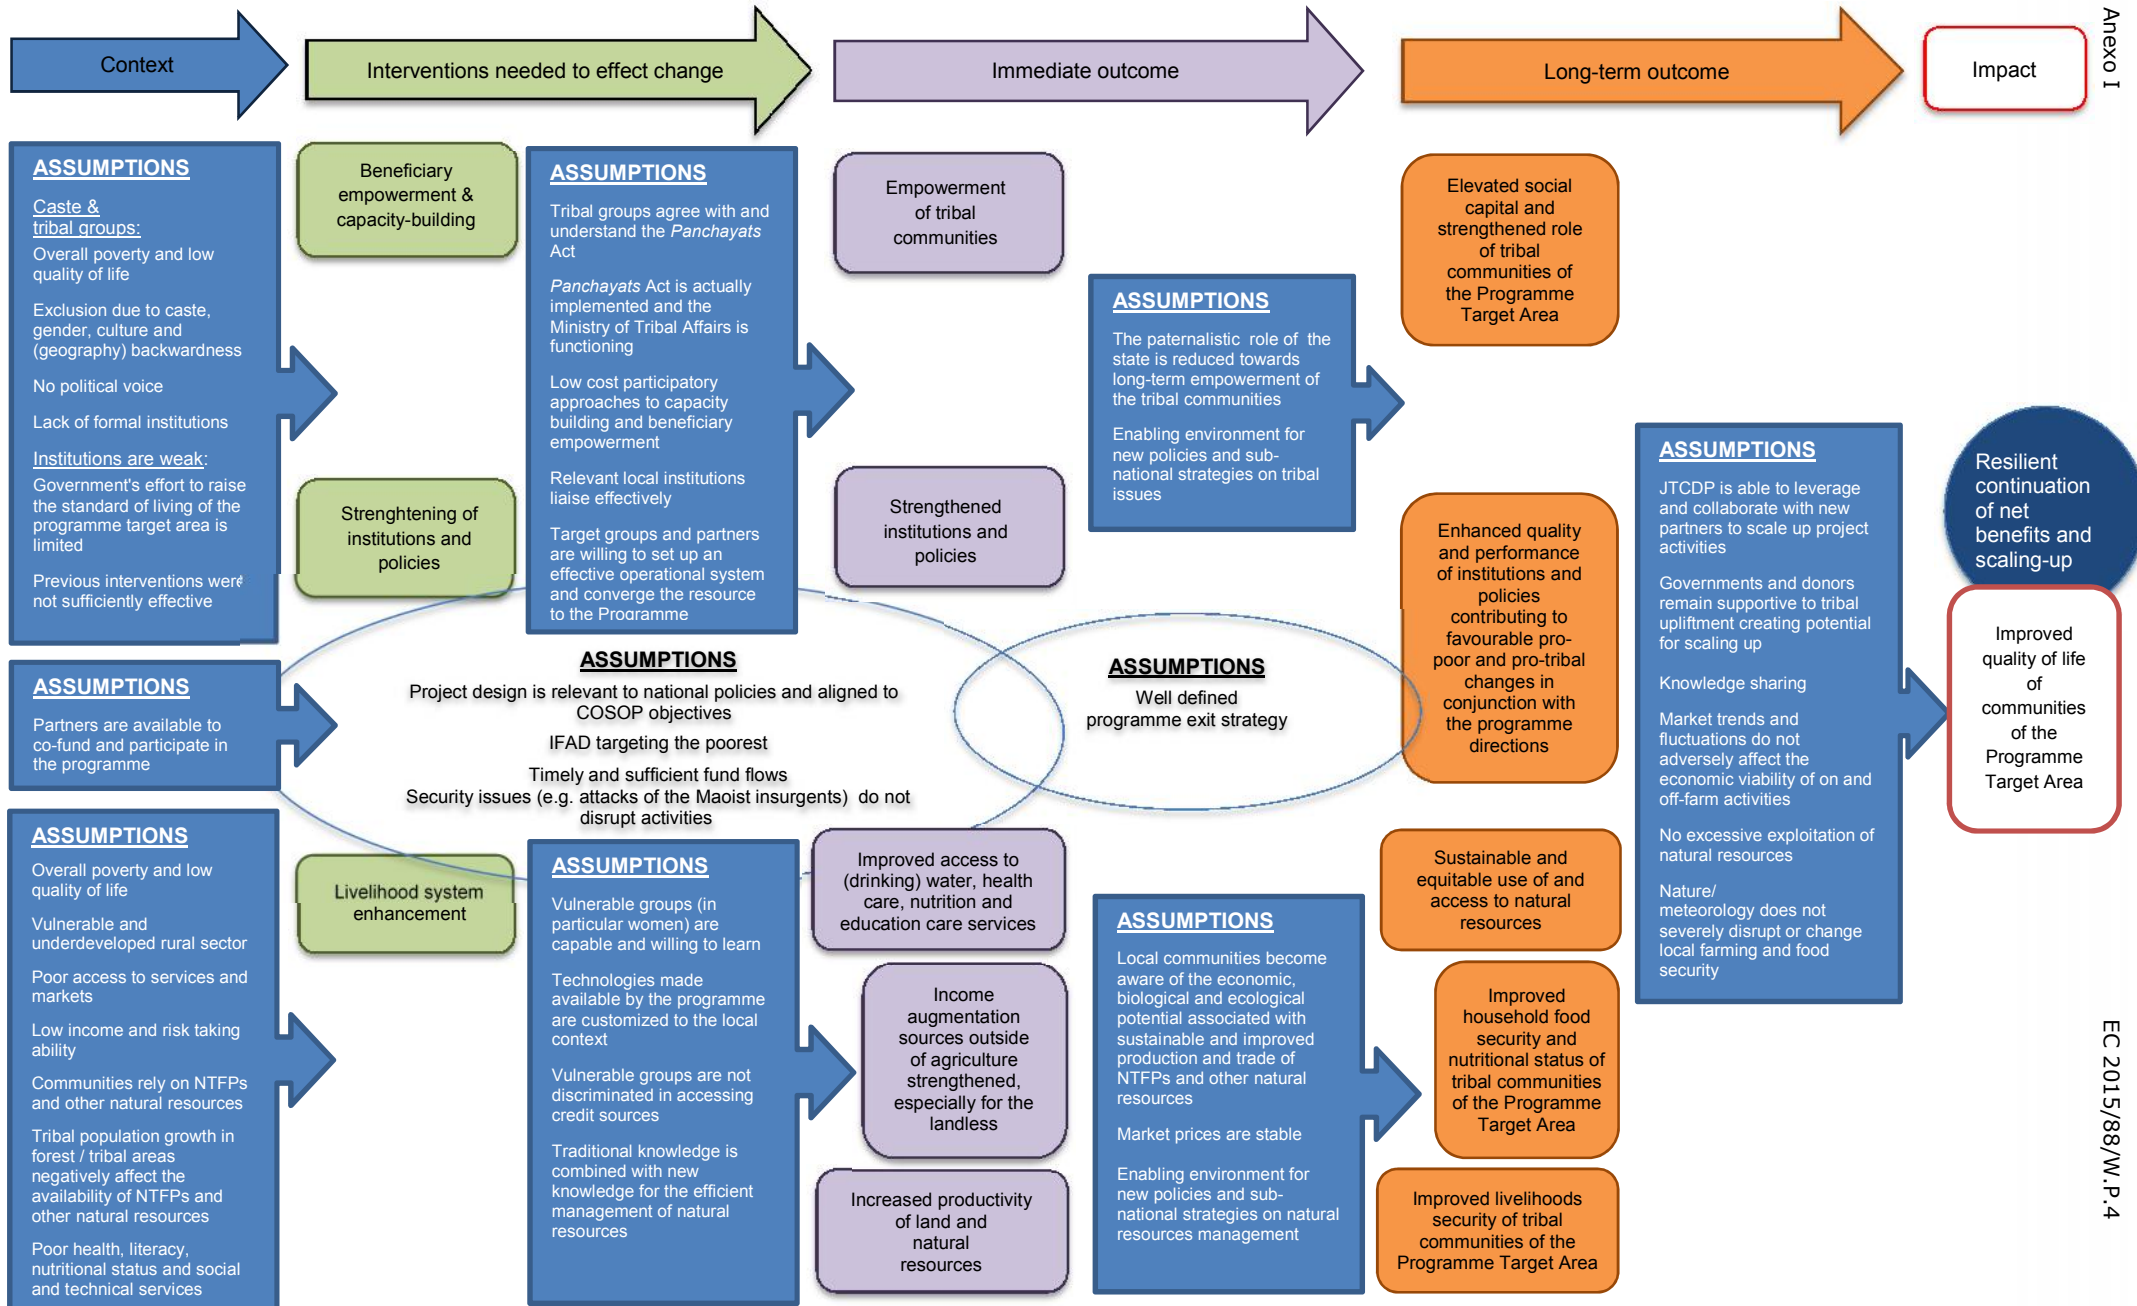 Context
Interventions needed to effect change
Immediate outcome
Long-term outcome
Impact
Anexo I
ASSUMPTIONS
Caste &
tribal groups:
Overall poverty and low
quality of life
Exclusion due to caste,
gender, culture and
(geography) backwardness
No political voice
Lack of formal institutions
Institutions are weak:
Government's effort to raise
the standard of living of the
programme target area is
limited
Previous interventions were
not sufficiently effective
ASSUMPTIONS
Partners are available to
co-fund and participate in
the programme
ASSUMPTIONS
Overall poverty and low
quality of life
Vulnerable and
underdeveloped rural sector
Poor access to services and
markets
Low income and risk taking
ability
Communities rely on NTFPs
and other natural resources
Tribal population growth in
forest / tribal areas
negatively affect the
availability of NTFPs and
other natural resources
Poor health, literacy,
nutritional status and social
and technical services
Beneficiary
empowerment &
capacity-building
Strenghtening of
institutions and
policies
Livelihood system
enhancement
ASSUMPTIONS
Tribal groups agree with and
understand the Panchayats
Act
Panchayats Act is actually
implemented and the
Ministry of Tribal Affairs is
functioning
Low cost participatory
approaches to capacity
building and beneficiary
empowerment
Relevant local institutions
liaise effectively
Target groups and partners
are willing to set up an
effective operational system
and converge the resource
to the Programme
ASSUMPTIONS
Project design is relevant to national policies and aligned to
COSOP objectives
IFAD targeting the poorest
Timely and sufficient fund flows
Security issues (e.g. attacks of the Maoist insurgents) do not
disrupt activities
ASSUMPTIONS
Vulnerable groups (in
particular women) are
capable and willing to learn
Technologies made
available by the programme
are customized to the local
context
Vulnerable groups are not
discriminated in accessing
credit sources
Traditional knowledge is
combined with new
knowledge for the efficient
management of natural
resources
Empowerment
of tribal
communities
Strengthened
institutions and
policies
Improved access to
(drinking) water, health
care, nutrition and
education care services
Income
augmentation
sources outside
of agriculture
strengthened,
especially for the
landless
Increased productivity
of land and
natural
resources
ASSUMPTIONS
The paternalistic role of the
state is reduced towards
long-term empowerment of
the tribal communities
Enabling environment for
new policies and sub-
national strategies on tribal
issues
ASSUMPTIONS
Well defined
programme exit strategy
ASSUMPTIONS
Local communities become
aware of the economic,
biological and ecological
potential associated with
sustainable and improved
production and trade of
NTFPs and other natural
resources
Market prices are stable
Enabling environment for
new policies and sub-
national strategies on natural
resources management
Elevated social
capital and
strengthened role
of tribal
communities of
the Programme
Target Area
Enhanced quality
and performance
of institutions and
policies
contributing to
favourable pro-
poor and pro-tribal
changes in
conjunction with
the programme
directions
Sustainable and
equitable use of and
access to natural
resources
Improved
household food
security and
nutritional status of
tribal communities
of the Programme
Target Area
Improved livelihoods
security of tribal
communities of the
Programme Target Area
ASSUMPTIONS
JTCDP is able to leverage
and collaborate with new
partners to scale up project
activities
Governments and donors
remain supportive to tribal
upliftment creating potential
for scaling up
Knowledge sharing
Market trends and
fluctuations do not
adversely affect the
economic viability of on and
off-farm activities
No excessive exploitation of
natural resources
Nature/
meteorology does not
severely disrupt or change
local farming and food
security
Resilient
continuation
of net
benefits and
scaling-up
Improved
quality of life
of
communities
of the
Programme
Target Area
EC 2015/88/W.P.4